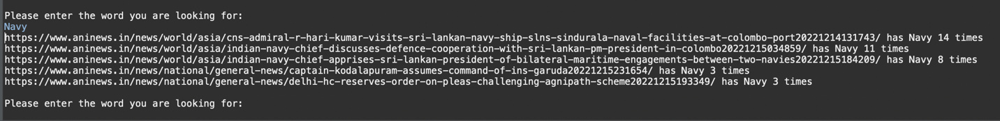 Please enter the word you are looking for:
Navy
https://www.aninews.in/news/world/asia/cns-admiral-r-hari-kumar-visits-sri-lankan-navy-ship-slns-sindurala-naval-facilities-at-colombo-port20221214131743/ has Navy 14 times
https://www.aninews.in/news/world/asia/indian-navy-chief-discusses-defence-cooperation-with-sri-lankan-pm-president-in-colombo20221215034859/ has Navy 11 times
https://www.aninews.in/news/world/asia/indian-navy-chief-apprises-sri-lankan-president-of-bilateral-maritime-engagements-between-two-navies20221215184209/ has Navy 8 times
https://www.aninews.in/news/national/general-news/captain-kodalapuram-assumes-command-of-ins-garuda20221215231654/ has Navy 3 times
https://www.aninews.in/news/national/general-news/delhi-hc-reserves-order-on-pleas-challenging-agnipath-scheme20221215193349/ has Navy 3 times
Please enter the word you are looking for: